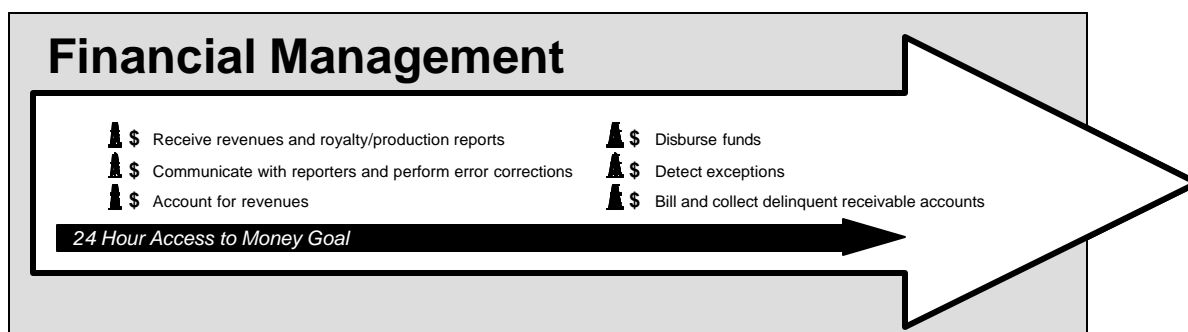 Financial Management
$ Receive revenues and royalty/production reports
$ Communicate with reporters and perform error corrections
$ Account for revenues
$ Disburse funds
$ Detect exceptions
$ Bill and collect delinquent receivable accounts
24 Hour Access to Money Goal